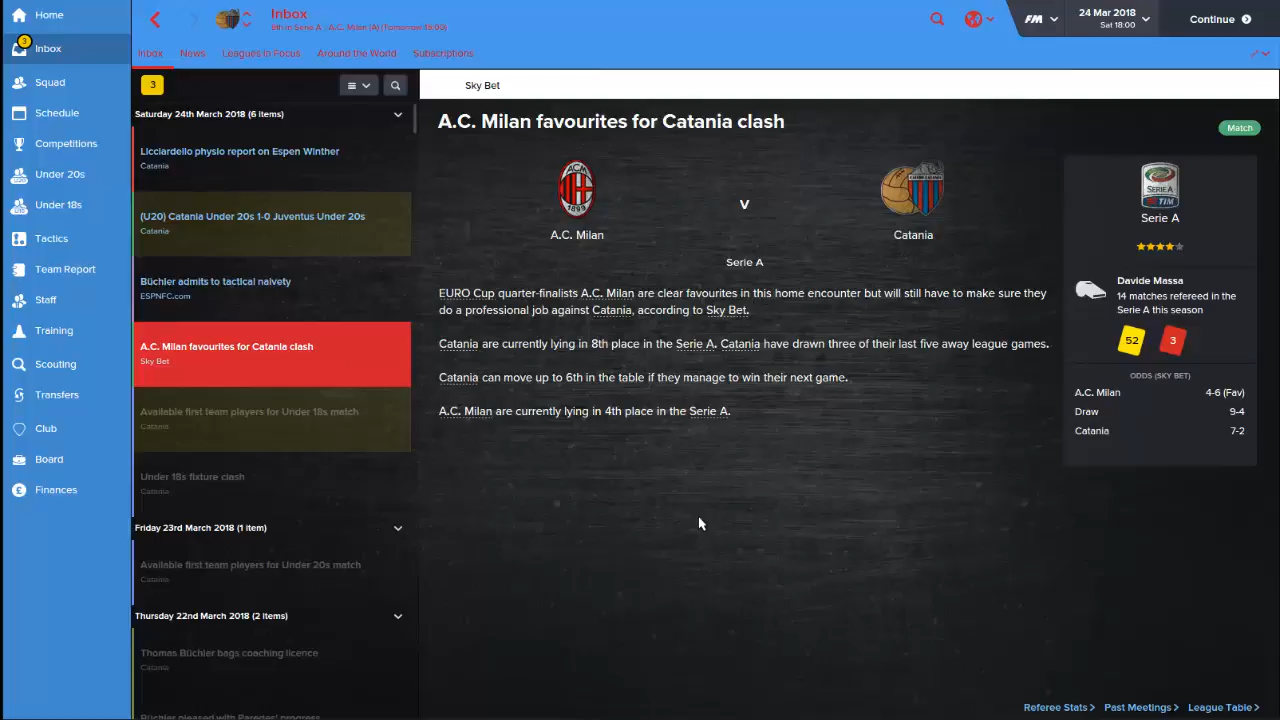 Home
3
Inbox
Squad
Schedule
Competitions
Under 20s
Under 18s
Tactics
Team Report
Staff
Training
Scouting
Transfers
Club
Board
Finances
Inbox
8th in Serie A - A.C. Milan (A) (Tomorrow 15:00)
FM
24 Mar 2018
Sat 18:00
Continue
Inbox
News
Leagues in Focus
Around the World
Subscriptions
3
Saturday 24th March 2018 (6 items)
Licciardello physio report on Espen Winther
Catania
(U20) Catania Under 20s 1-0 Juventus Under 20s
Catania
Büchler admits to tactical naivety
ESPNFC.com
A.C. Milan favourites for Catania clash
Sky Bet
Available first team players for Under 18s match
Catania
Under 18s fixture clash
Catania
Friday 23rd March 2018 (1 item)
Available first team players for Under 20s match
Catania
Thursday 22nd March 2018 (2 items)
Thomas Büchler bags coaching licence
Catania
Büchler pleased with Paredes' progress
Sky Bet
A.C. Milan favourites for Catania clash
Match
ACM
1899
A.C. Milan
v
Catania
Serie A
EURO Cup quarter-finalists A.C. Milan are clear favourites in this home encounter but will still have to make sure they
do a professional job against Catania, according to Sky Bet.
Catania are currently lying in 8th place in the Serie A. Catania have drawn three of their last five away league games.
Catania can move up to 6th in the table if they manage to win their next game.
A.C. Milan are currently lying in 4th place in the Serie A.
SERIE A
TIM
Serie A
Davide Massa
14 matches refereed in the
Serie A this season
52
3
ODDS (SKY BET)
A.C. Milan 4-6 (Fav)
Draw 9-4
Catania 7-2
Referee Stats>
Past Meetings>
League Table>